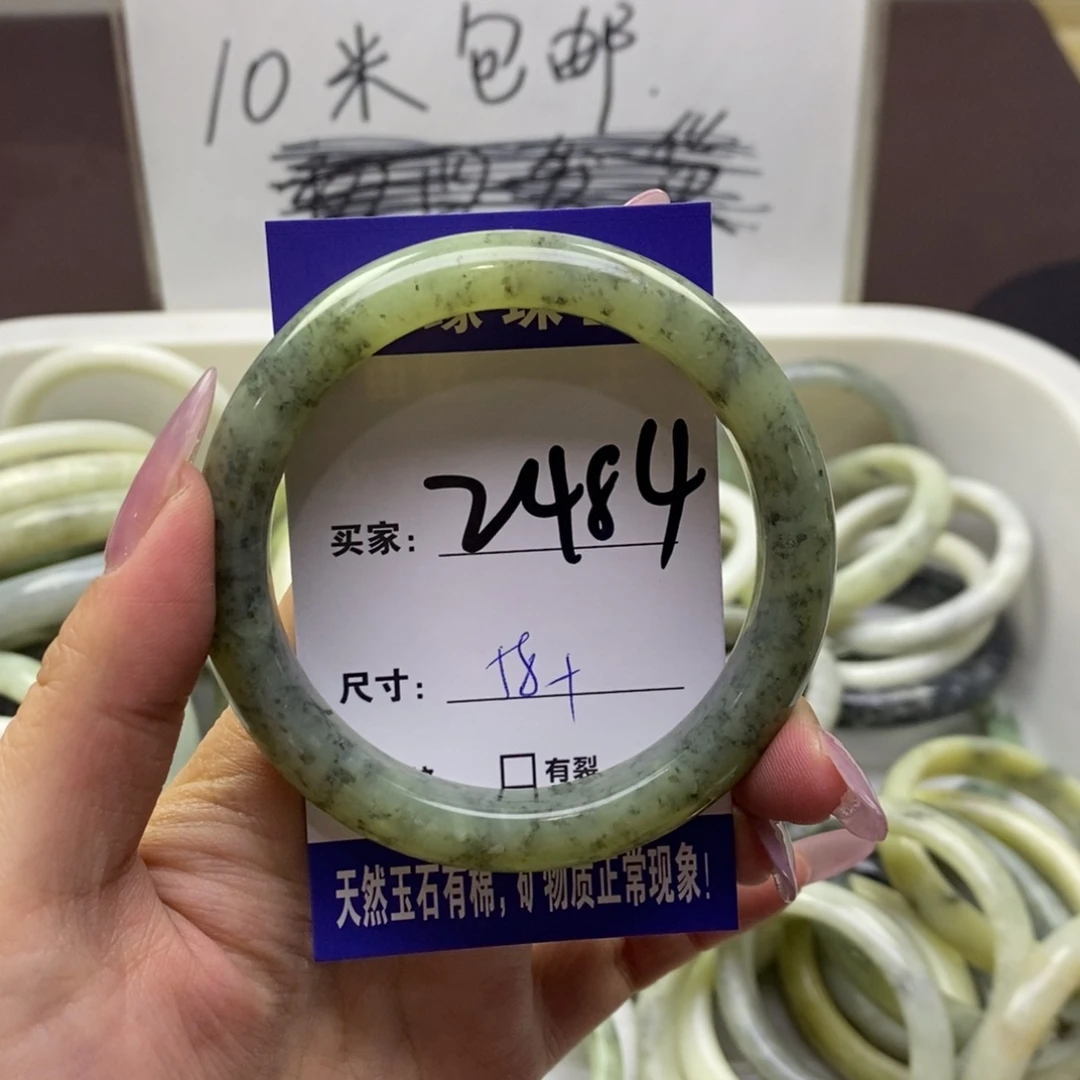 10米包邮.
买家: 2484
尺寸: 58+
□有裂
天然玉石有棉,矿物质正常现象!